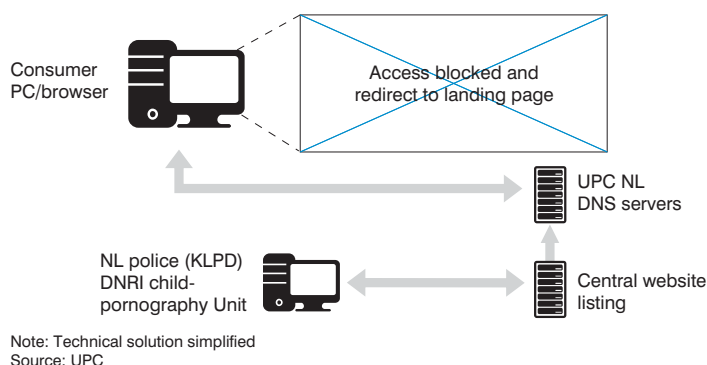 Consumer
PC/browser
Access blocked and
redirect to landing page
UPC NL
DNS servers
NL police (KLPD)
DNRI child-
pornography Unit
Central website
listing
Note: Technical solution simplified
Source: UPC